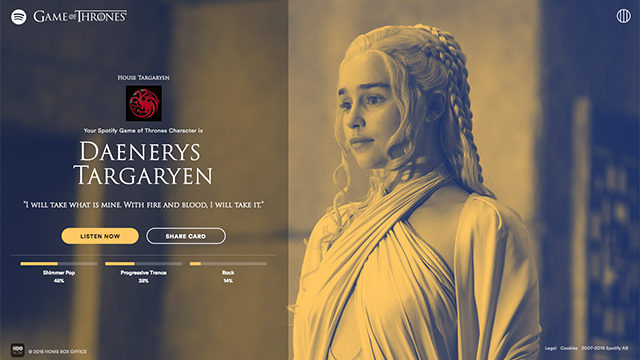 GAME OF THRONES
HOUSE TARGARYEN
Your Spotify Game of Thrones Character is
DAENERYS
TARGARYEN
"I WILL TAKE WHAT IS MINE. WITH FIRE AND BLOOD, I WILL TAKE IT."
LISTEN NOW
SHARE CARD
Shimmer Pop
Progressive Trance
Rock
48%
38%
14%
HBO
© 2016 HOME BOX OFFICE
Legal Cookies 2007-2016 Spotify AB